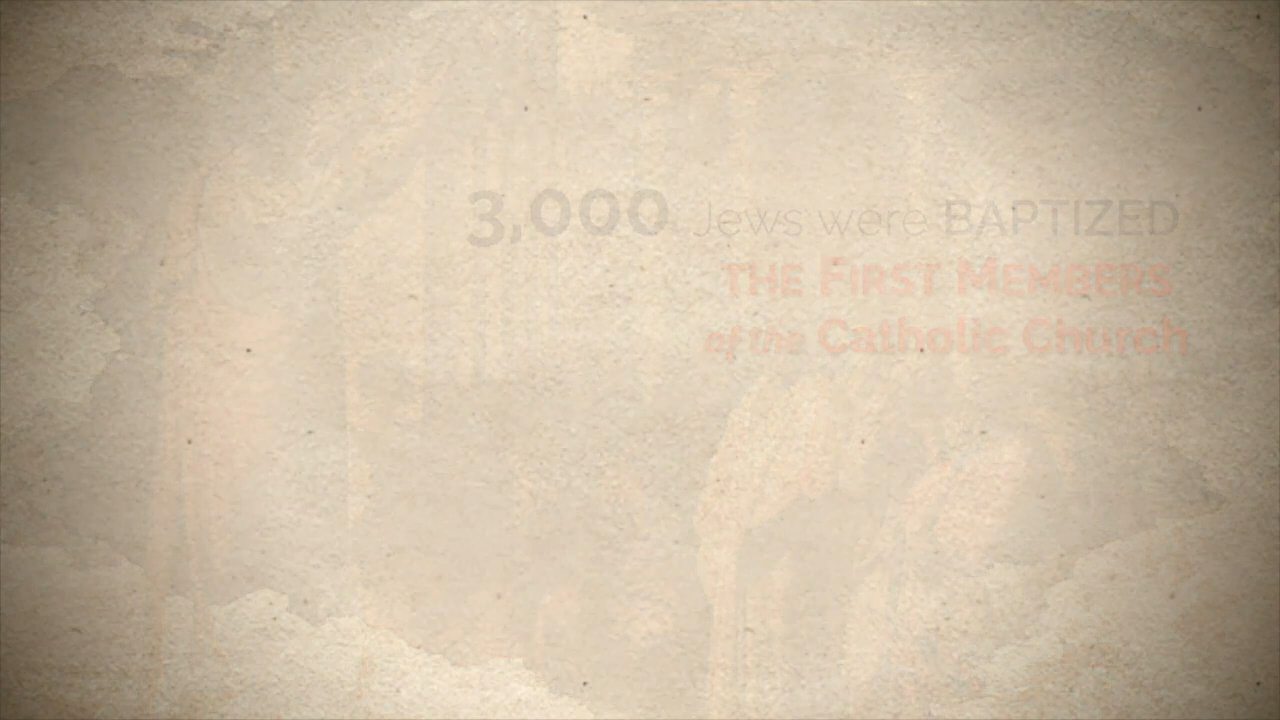 3,000 Jews were BAPTIZED
THE FIRST MEMBERS
of the Catholic Church